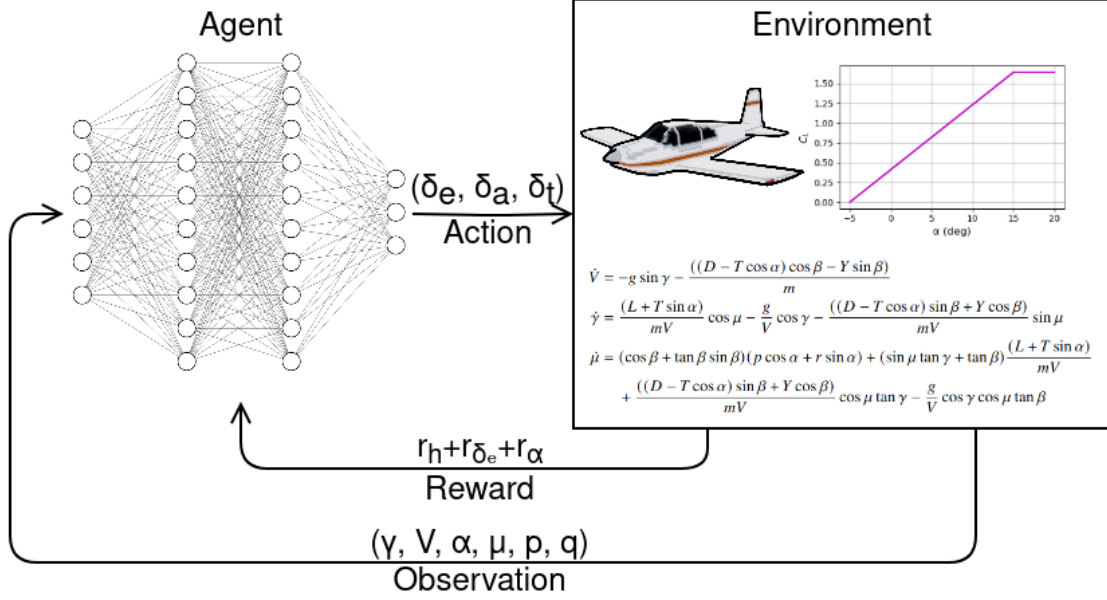 Agent
Environment
1.50
1.25
1.00
0.75
0.50
0.25
0.00
C_L
−5 0 5 10 15 20
α (deg)
(δe, δa, δt)
Action
V̇ = −g sin γ − ((D − T cos α) cos β − Y sin β) / m
γ̇ = (L + T sin α) / mV cos μ − g / V cos γ − ((D − T cos α) sin β + Y cos β) / mV sin μ
μ̇ = (cos β + tan β sin β)(p cos α + r sin α) + (sin μ tan γ + tan β) (L + T sin α) / mV
+ ((D − T cos α) sin β + Y cos β) / mV cos μ tan γ − g / V cos γ cos μ tan β
rh+rδe+rα
Reward
(γ, V, α, μ, p, q)
Observation